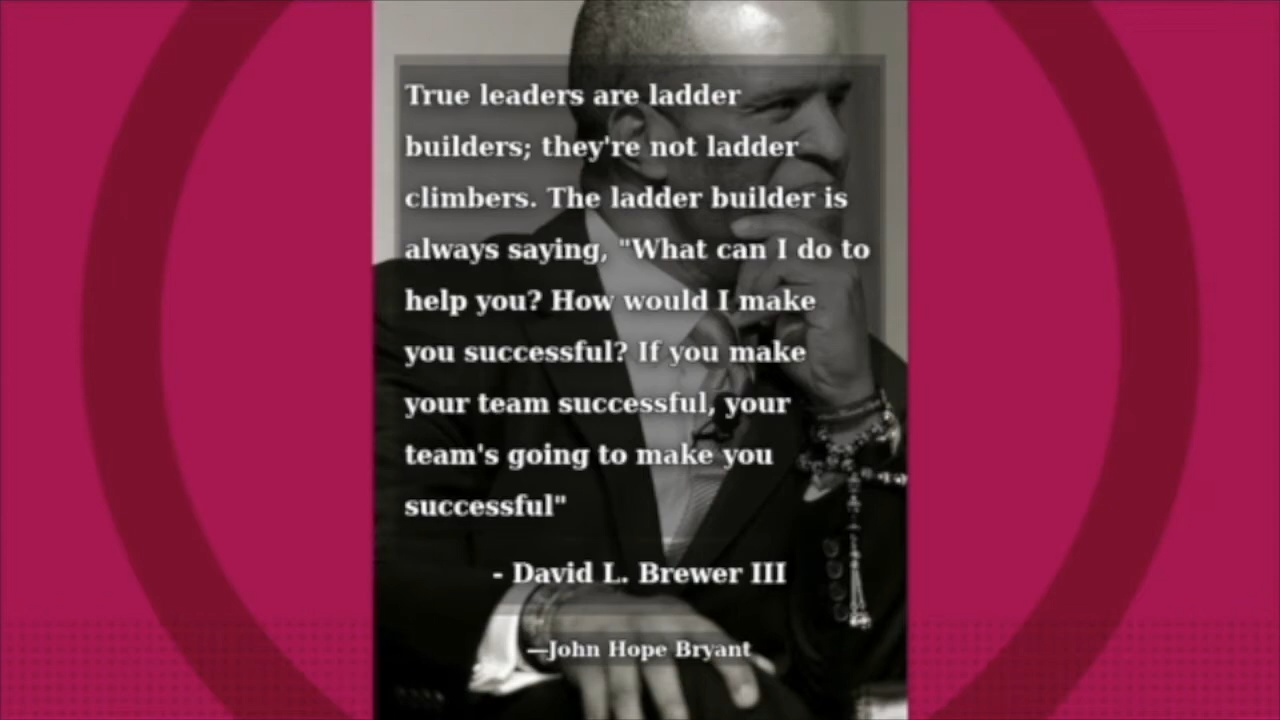 True leaders are ladder
builders; they're not ladder
climbers. The ladder builder is
always saying, "What can I do to
help you? How would I make
you successful? If you make
your team successful, your
team's going to make you
successful"
- David L. Brewer III
—John Hope Bryant